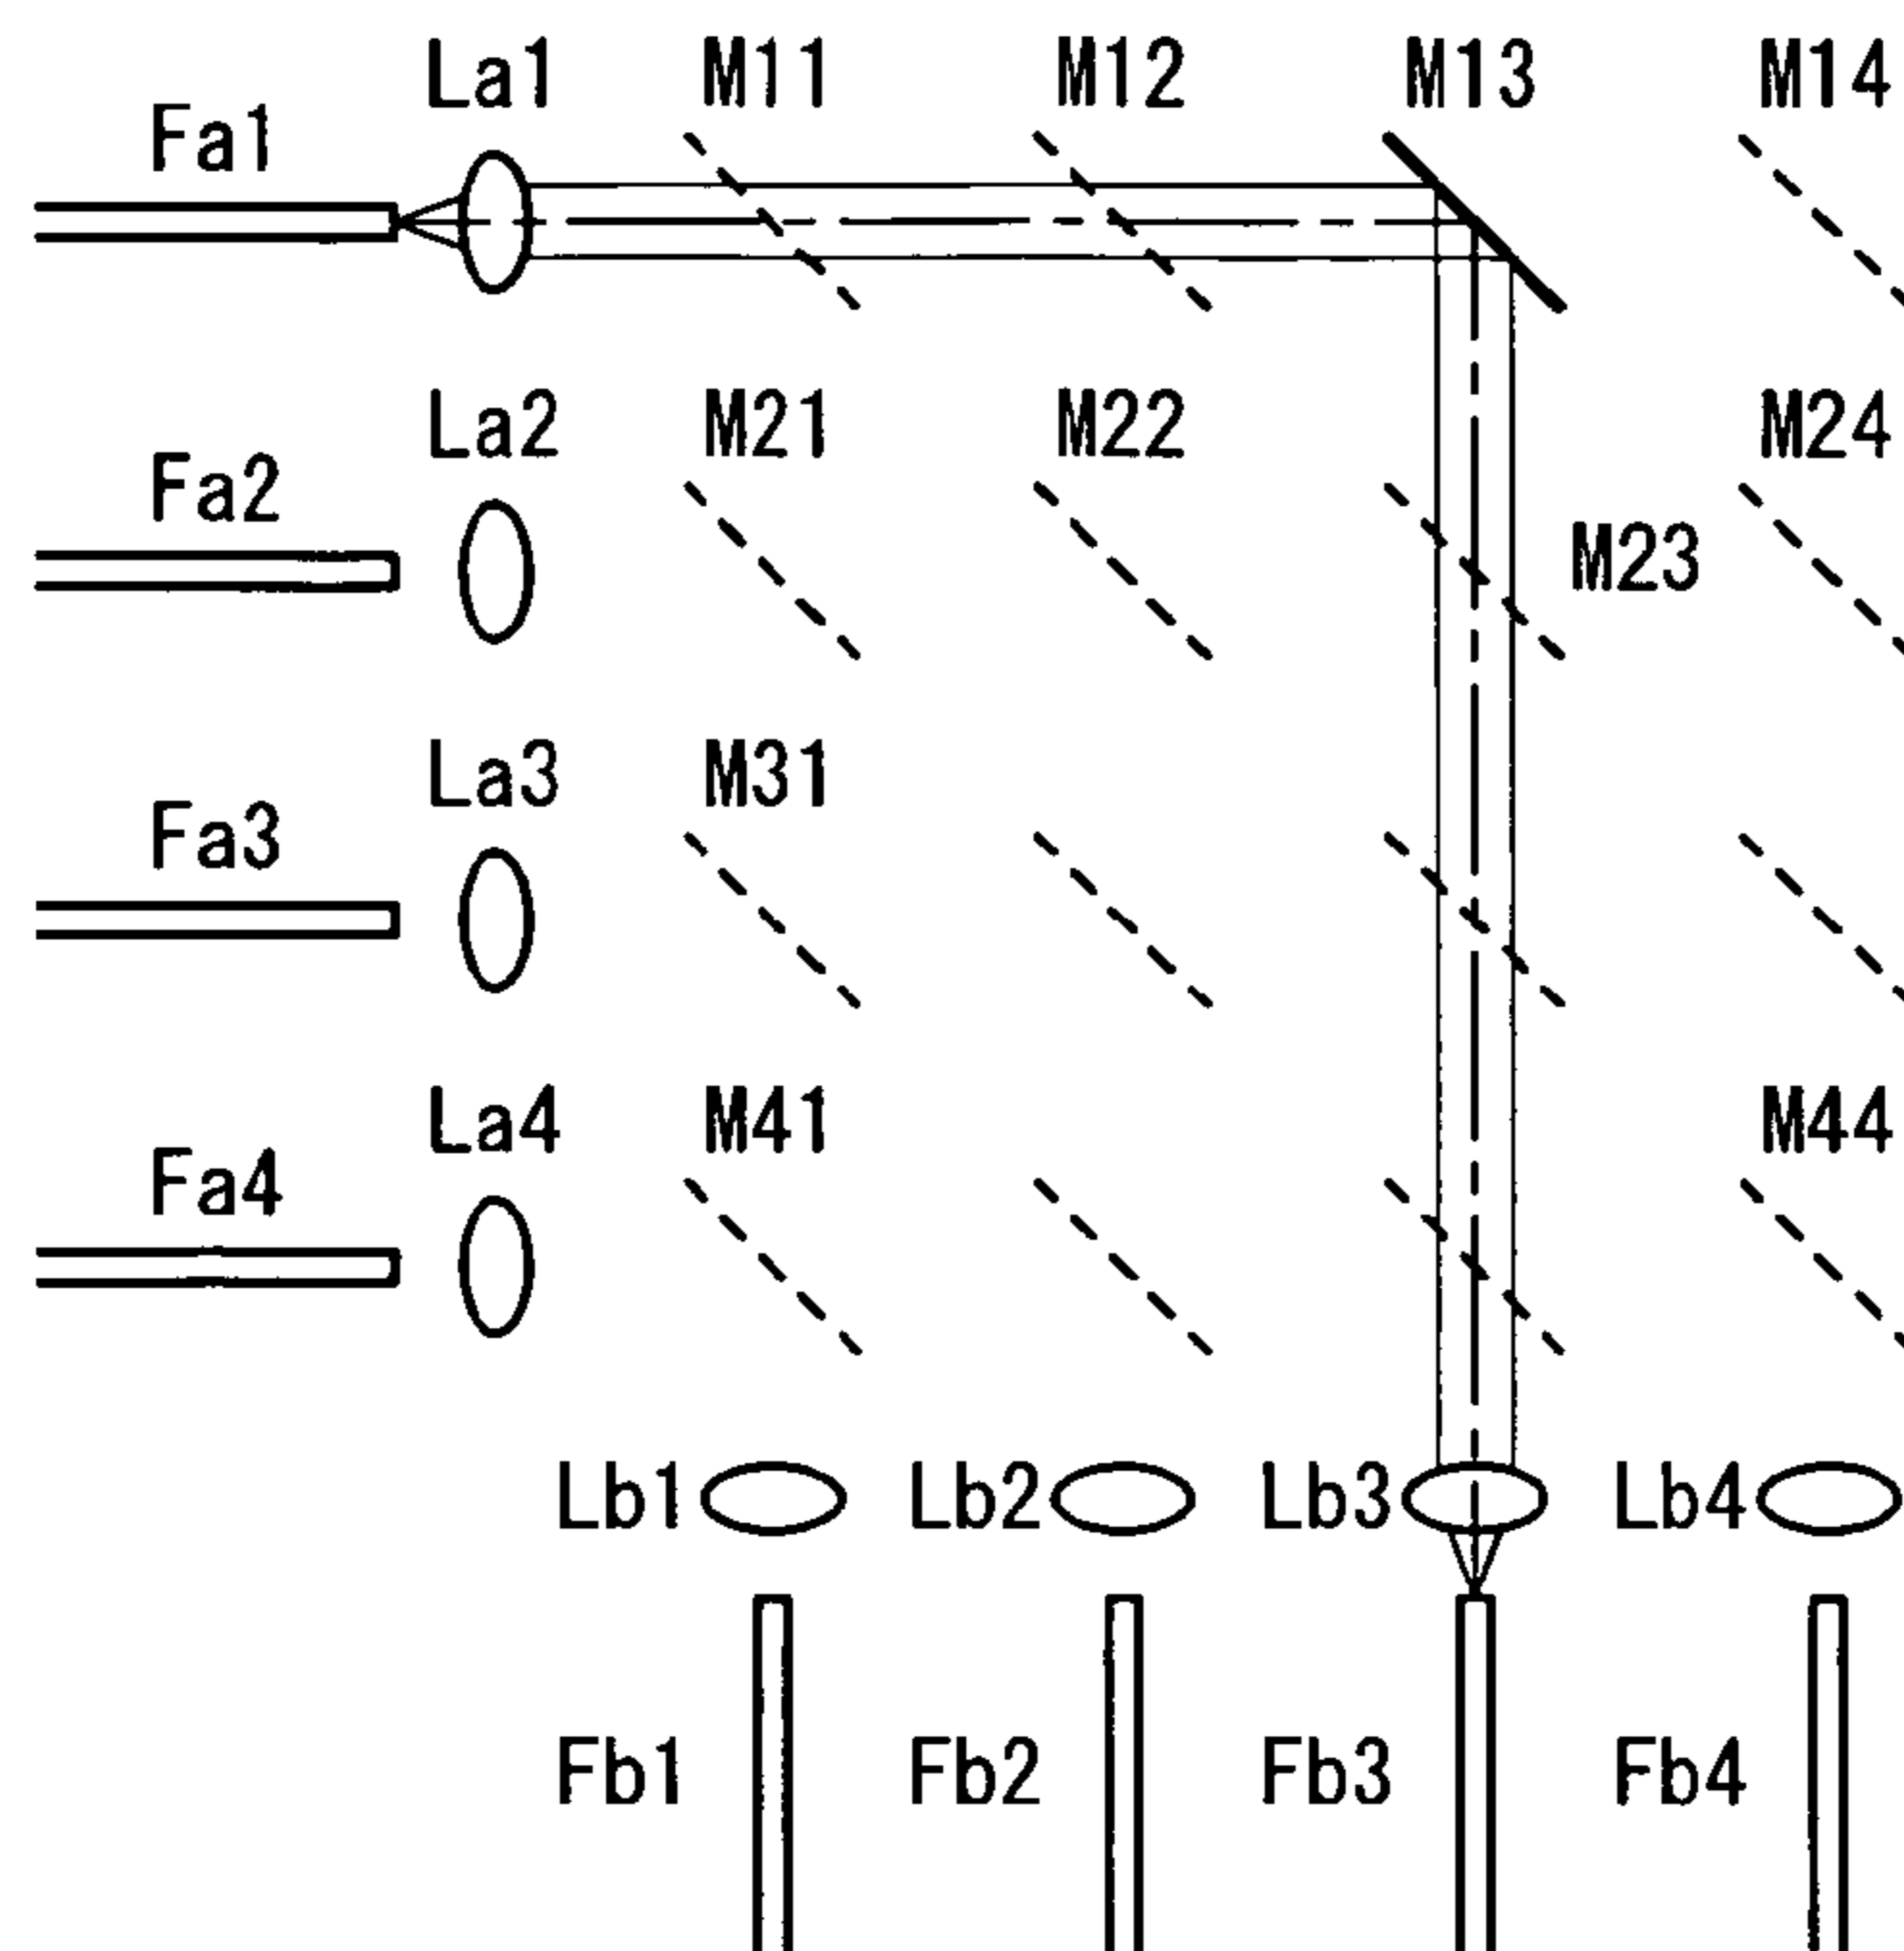 La1 M11 M12 M13 M14
Fa1
La2 M21 M22 M24
Fa2 M23
La3 M31
Fa3
La4 M41 M44
Fa4
Lb1 Lb2 Lb3 Lb4
Fb1 Fb2 Fb3 Fb4